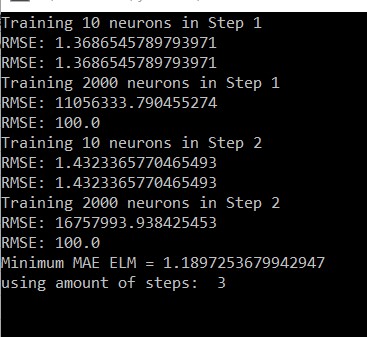 Training 10 neurons in Step 1
RMSE: 1.3686545789793971
RMSE: 1.3686545789793971
Training 2000 neurons in Step 1
RMSE: 11056333.790455274
RMSE: 100.0
Training 10 neurons in Step 2
RMSE: 1.4323365770465493
RMSE: 1.4323365770465493
Training 2000 neurons in Step 2
RMSE: 16757993.938425453
RMSE: 100.0
Minimum MAE ELM = 1.1897253679942947
using amount of steps:  3